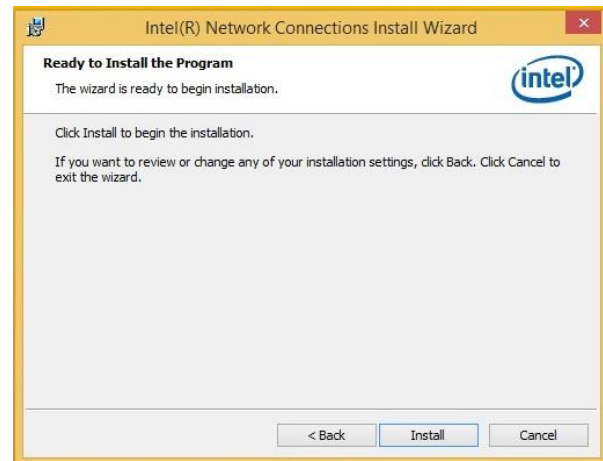 Intel(R) Network Connections Install Wizard
Ready to Install the Program
The wizard is ready to begin installation.
intel
Click Install to begin the installation.
If you want to review or change any of your installation settings, click Back. Click Cancel to
exit the wizard.
< Back
Install
Cancel